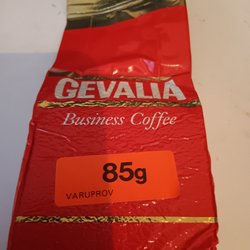 GEVALIA
Business Coffee
85g
VARUPROV